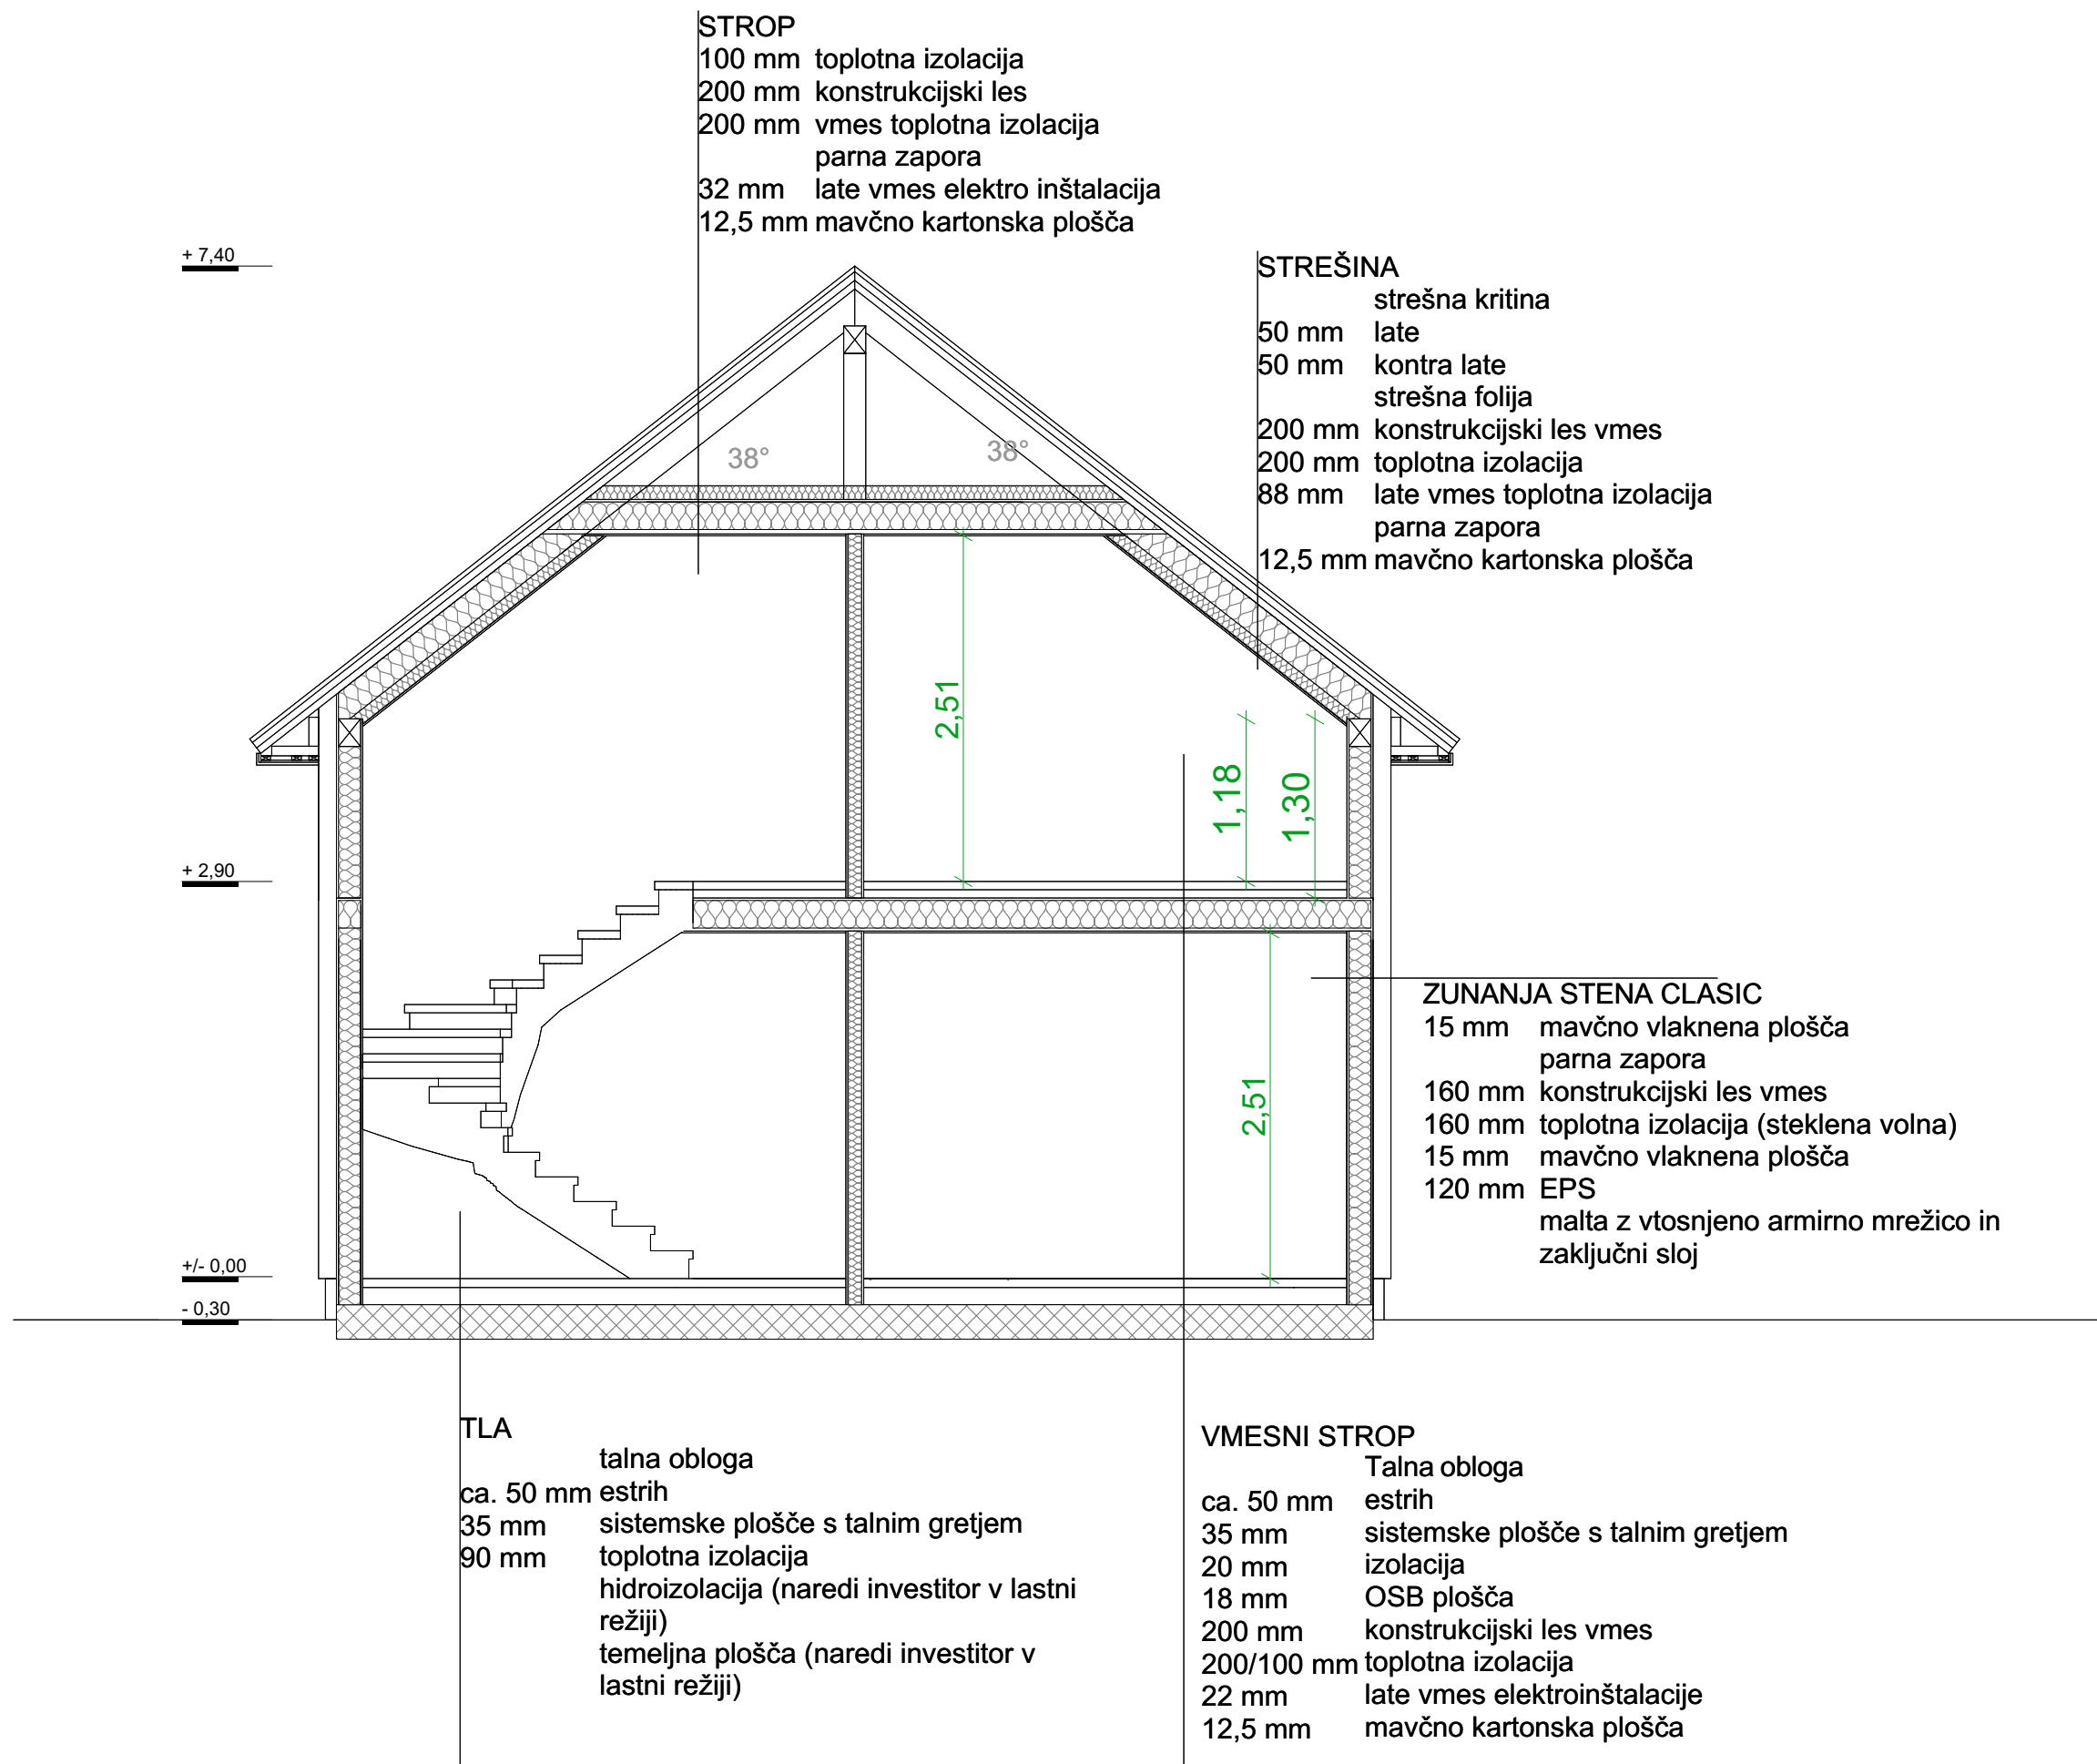 STROP
100 mm toplotna izolacija
200 mm konstrukcijski les
200 mm vmes toplotna izolacija
parna zapora
32 mm late vmes elektro inštalacija
12,5 mm mavčno kartonska plošča
+ 7,40
STREŠINA
strešna kritina
50 mm late
50 mm kontra late
strešna folija
200 mm konstrukcijski les vmes
200 mm toplotna izolacija
88 mm late vmes toplotna izolacija
parna zapora
12,5 mm mavčno kartonska plošča
38°
38°
2,51
1,18
1,30
+ 2,90
ZUNANJA STENA CLASIC
15 mm mavčno vlaknena plošča
parna zapora
160 mm konstrukcijski les vmes
160 mm toplotna izolacija (steklena volna)
15 mm mavčno vlaknena plošča
120 mm EPS
malta z vtosnjeno armirno mrežico in
zaključni sloj
2,51
+/- 0,00
- 0,30
TLA
talna obloga
ca. 50 mm estrih
35 mm sistemske plošče s talnim gretjem
90 mm toplotna izolacija
hidroizolacija (naredi investitor v lastni
režiji)
temeljna plošča (naredi investitor v
lastni režiji)
VMESNI STROP
Talna obloga
ca. 50 mm estrih
35 mm sistemske plošče s talnim gretjem
20 mm izolacija
18 mm OSB plošča
200 mm konstrukcijski les vmes
200/100 mm toplotna izolacija
22 mm late vmes elektroinštalacije
12,5 mm mavčno kartonska plošča